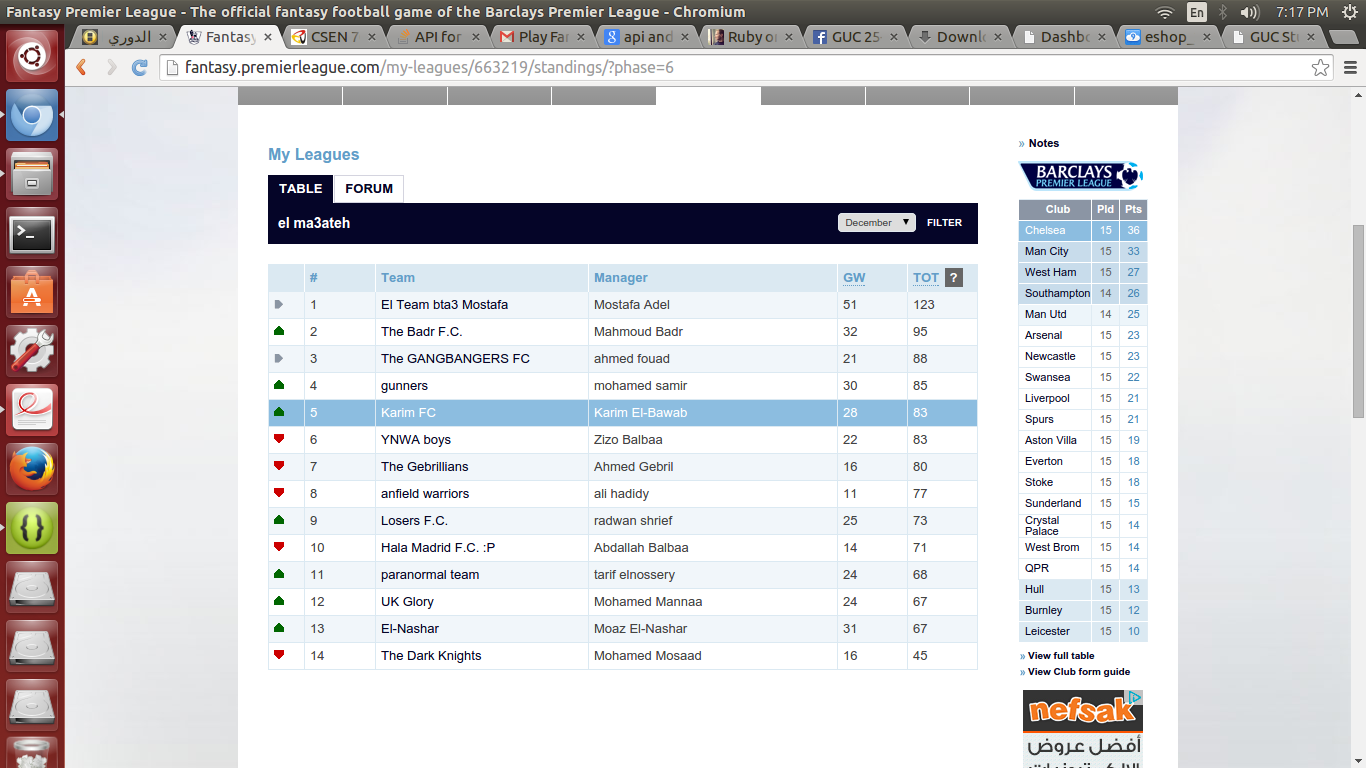 Fantasy Premier League - The official fantasy football game of the Barclays Premier League - Chromium
En
7:17 PM
الدوري
Fantasy
CSEN 7
API for
Play Far
api and
Ruby on
GUC 25
Downl
Dashbo
eshop_
GUC St
fantasy.premierleague.com/my-leagues/663219/standings/?phase=6
My Leagues
TABLE FORUM
el ma3ateh
December
FILTER
# Team Manager GW TOT ?
1 El Team bta3 Mostafa Mostafa Adel 51 123
2 The Badr F.C. Mahmoud Badr 32 95
3 The GANGBANGERS FC ahmed fouad 21 88
4 gunners mohamed samir 30 85
5 Karim FC Karim El-Bawab 28 83
6 YNWA boys Zizo Balbaa 22 83
7 The Gebrillians Ahmed Gebril 16 80
8 anfield warriors ali hadidy 11 77
9 Losers F.C. radwan shrief 25 73
10 Hala Madrid F.C. :P Abdallah Balbaa 14 71
11 paranormal team tarif elnossery 24 68
12 UK Glory Mohamed Mannaa 24 67
13 El-Nashar Moaz El-Nashar 31 67
14 The Dark Knights Mohamed Mosaad 16 45
» Notes
BARCLAYS
PREMIER LEAGUE
Club Pld Pts
Chelsea 15 36
Man City 15 33
West Ham 15 27
Southampton 14 26
Man Utd 14 25
Arsenal 15 23
Newcastle 15 23
Swansea 15 22
Liverpool 15 21
Spurs 15 21
Aston Villa 15 19
Everton 15 18
Stoke 15 18
Sunderland 15 15
Crystal
Palace 15 14
West Brom 15 14
QPR 15 14
Hull 15 13
Burnley 15 12
Leicester 15 10
» View full table
» View Club form guide
nefsak
أفضل عروض